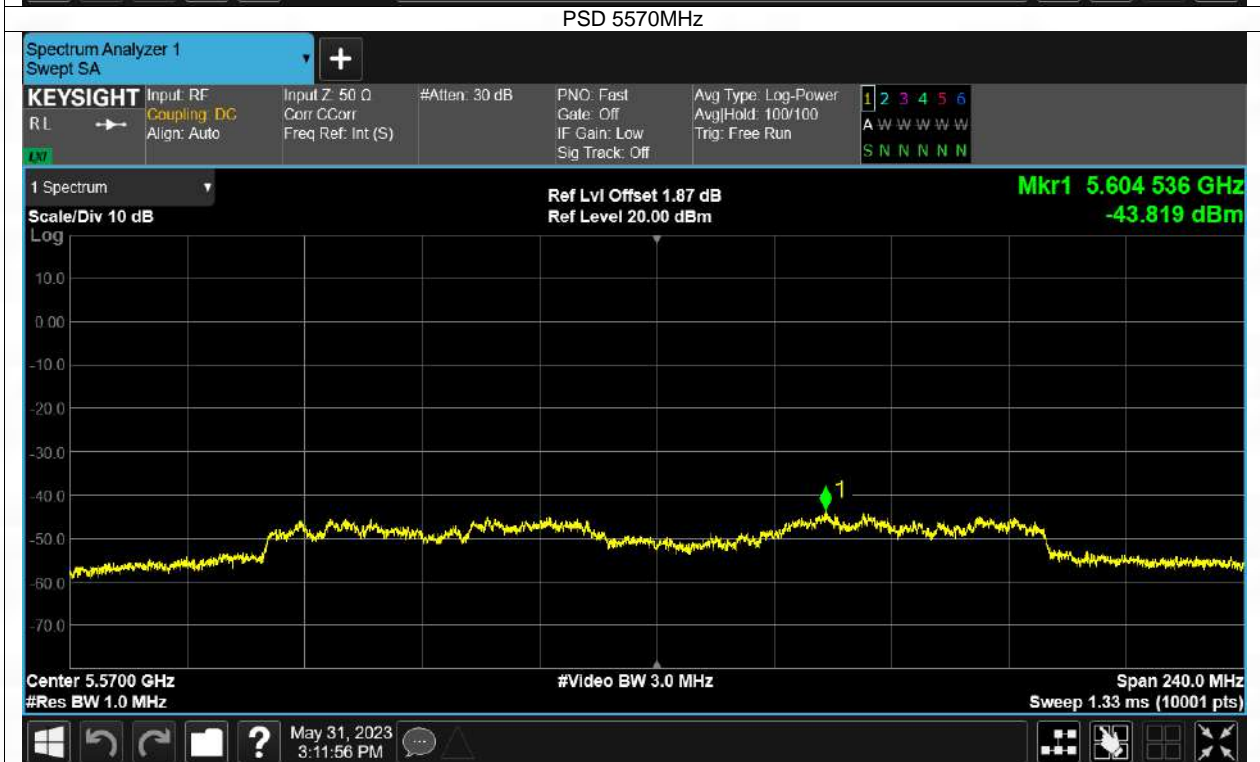 PSD 5570MHz
Spectrum Analyzer 1
Swept SA
KEYSIGHT
RL
LXI
Input: RF
Coupling: DC
Align: Auto
Input Z: 50 Ω
Corr CCorr
Freq Ref: Int (S)
#Atten: 30 dB
PNO: Fast
Gate: Off
IF Gain: Low
Sig Track: Off
Avg Type: Log-Power
Avg|Hold: 100/100
Trig: Free Run
1 2 3 4 5 6
A W W W W W
S N N N N N
1 Spectrum
Scale/Div 10 dB
Log
Ref Lvl Offset 1.87 dB
Ref Level 20.00 dBm
Mkr1 5.604 536 GHz
-43.819 dBm
10.0
0.00
-10.0
-20.0
-30.0
-40.0
-50.0
-60.0
-70.0
1
Center 5.5700 GHz
#Res BW 1.0 MHz
#Video BW 3.0 MHz
Span 240.0 MHz
Sweep 1.33 ms (10001 pts)
?
May 31, 2023
3:11:56 PM